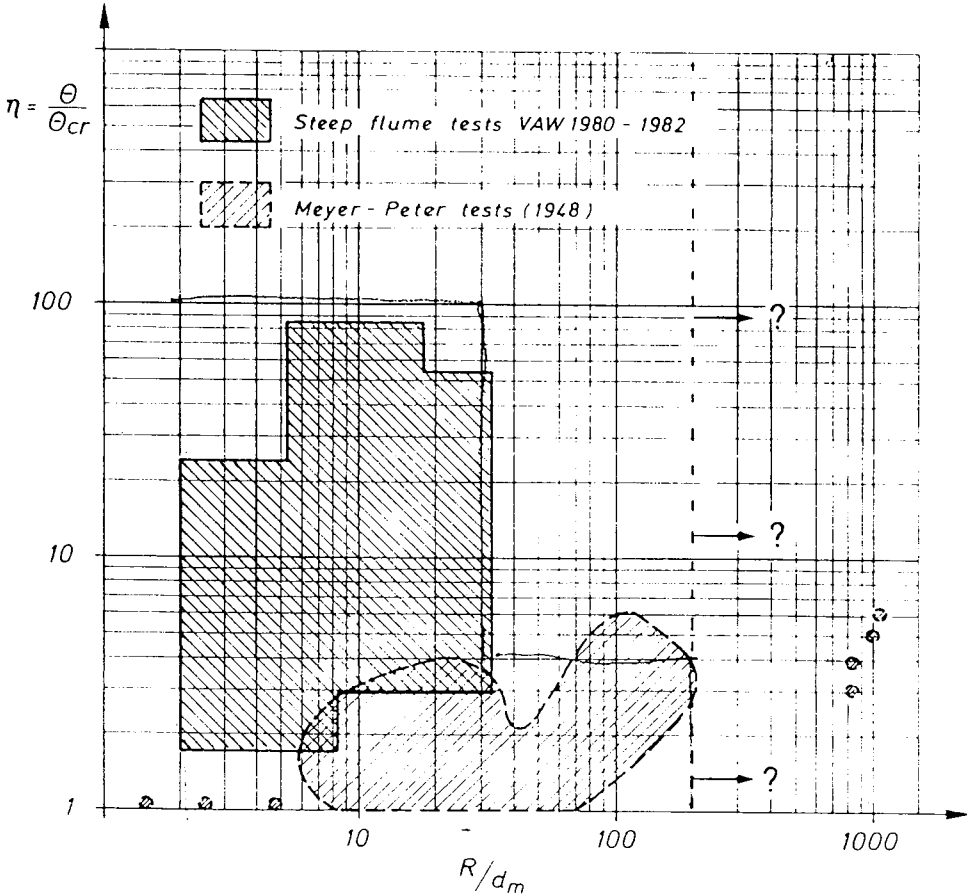 η = θ / θcr
Steep flume tests VAW 1980 - 1982
Meyer - Peter tests (1948)
100
?
?
10
?
1
10
100
1000
R/dm